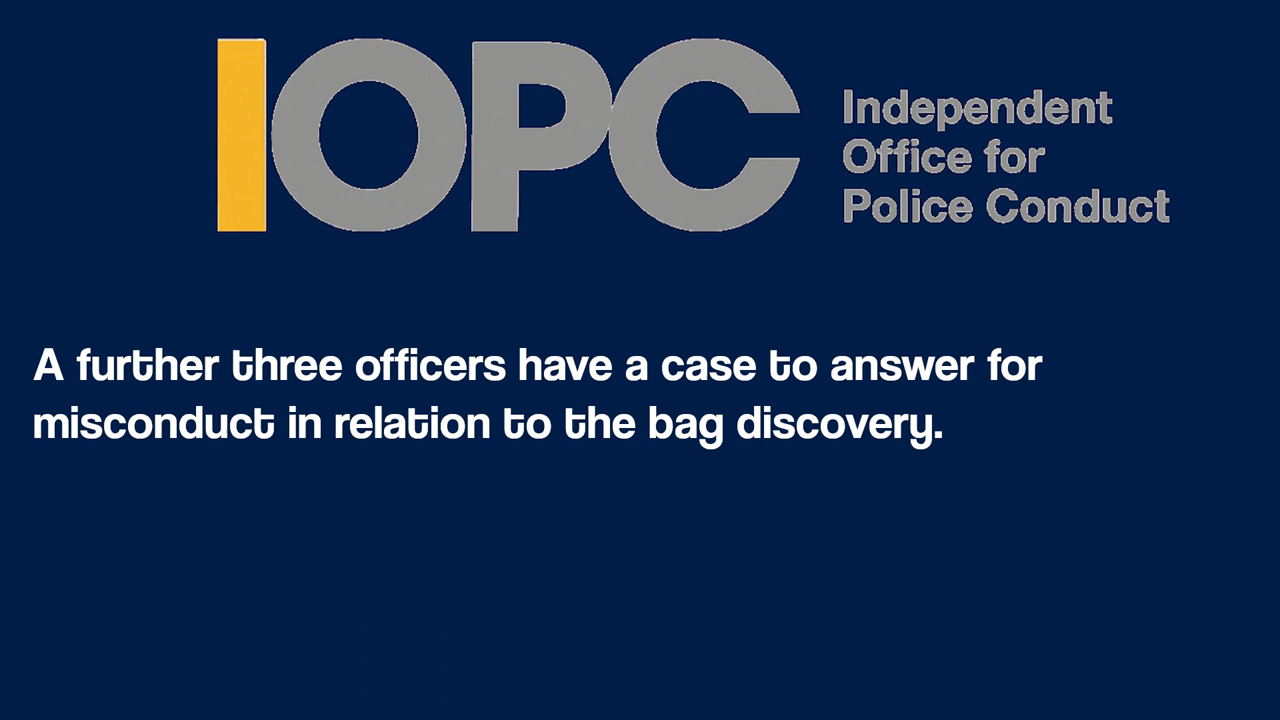 IOPC
Independent
Office for
Police Conduct
A further three officers have a case to answer for
misconduct in relation to the bag discovery.